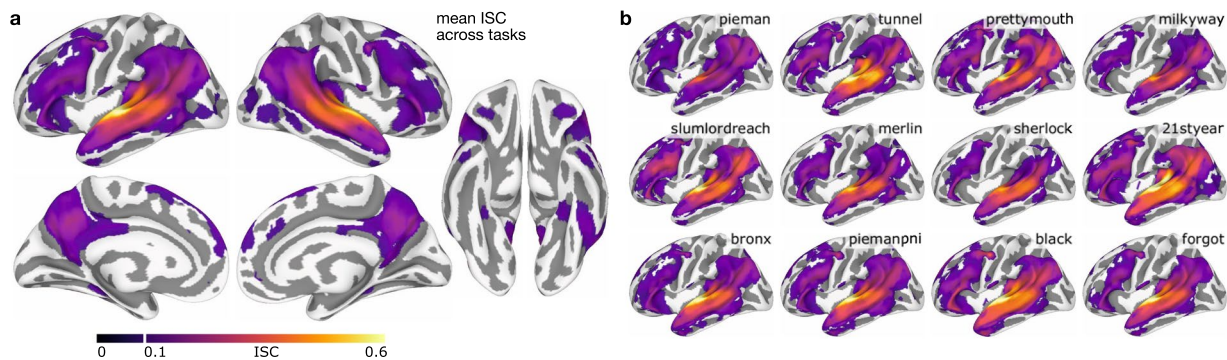 a
mean ISC
across tasks
0 0.1 ISC 0.6
b
pieman tunnel prettymouth milkyway
slumlordreach merlin sherlock 21styear
bronx piemanpni black forgot